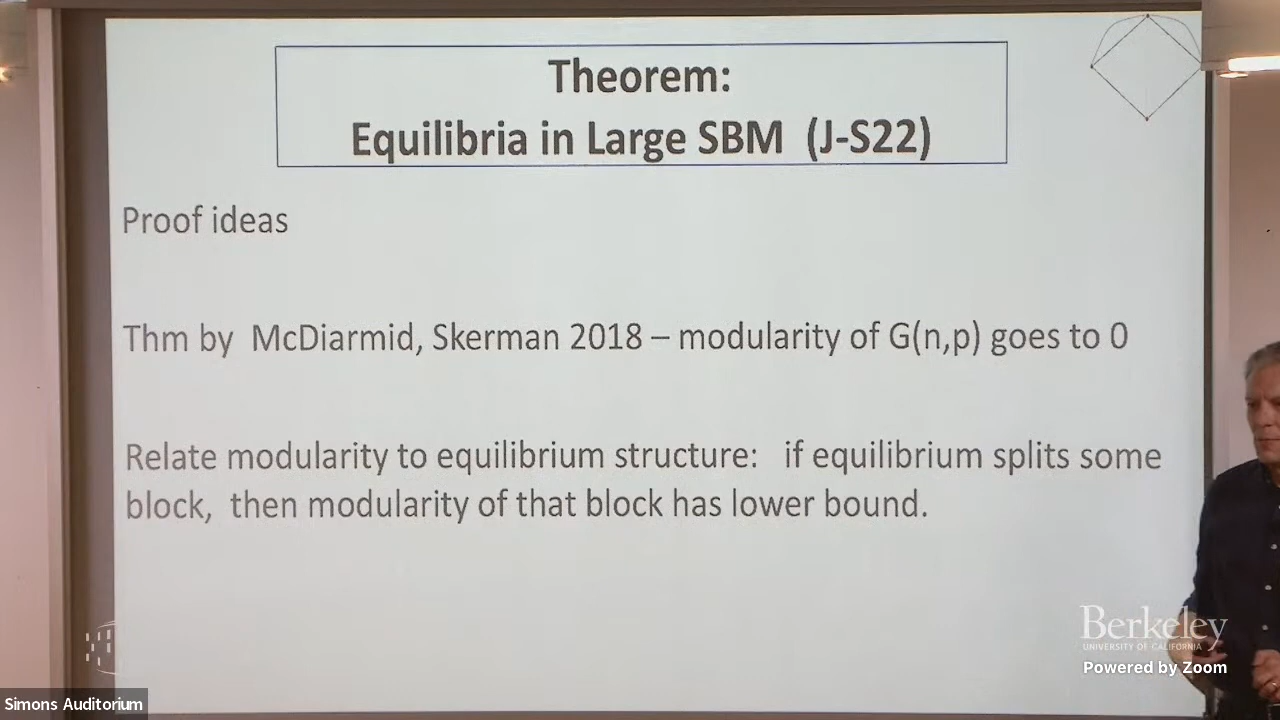 Theorem:
Equilibria in Large SBM (J-S22)
Proof ideas
Thm by McDiarmid, Skerman 2018 – modularity of G(n,p) goes to 0
Relate modularity to equilibrium structure: if equilibrium splits some
block, then modularity of that block has lower bound.
Berkeley
UNIVERSITY OF CALIFORNIA
Powered by Zoom
Simons Auditorium